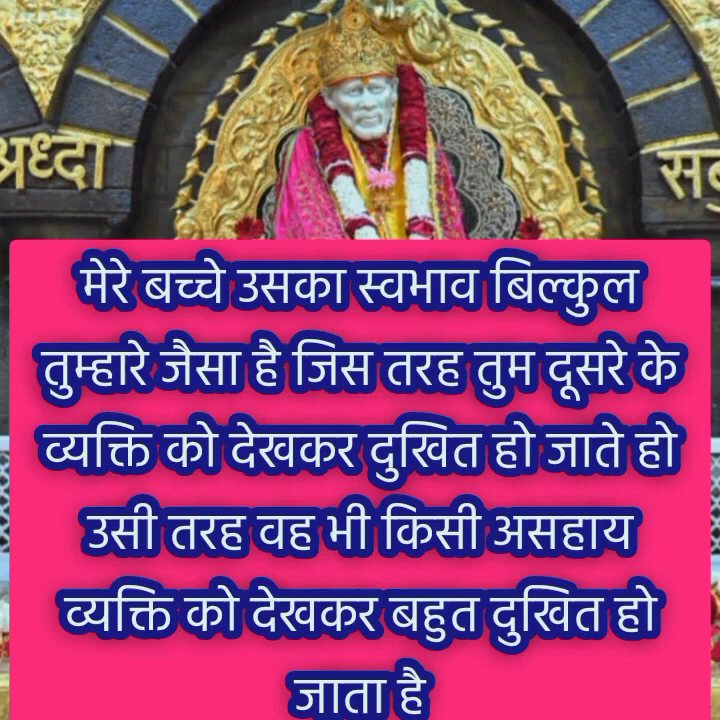 श्रध्दा
मेरे बच्चे उसका स्वभाव बिल्कुल
तुम्हारे जैसा है जिस तरह तुम दूसरे के
व्यक्ति को देखकर दुखित हो जाते हो
उसी तरह वह भी किसी असहाय
व्यक्ति को देखकर बहुत दुखित हो
जाता है